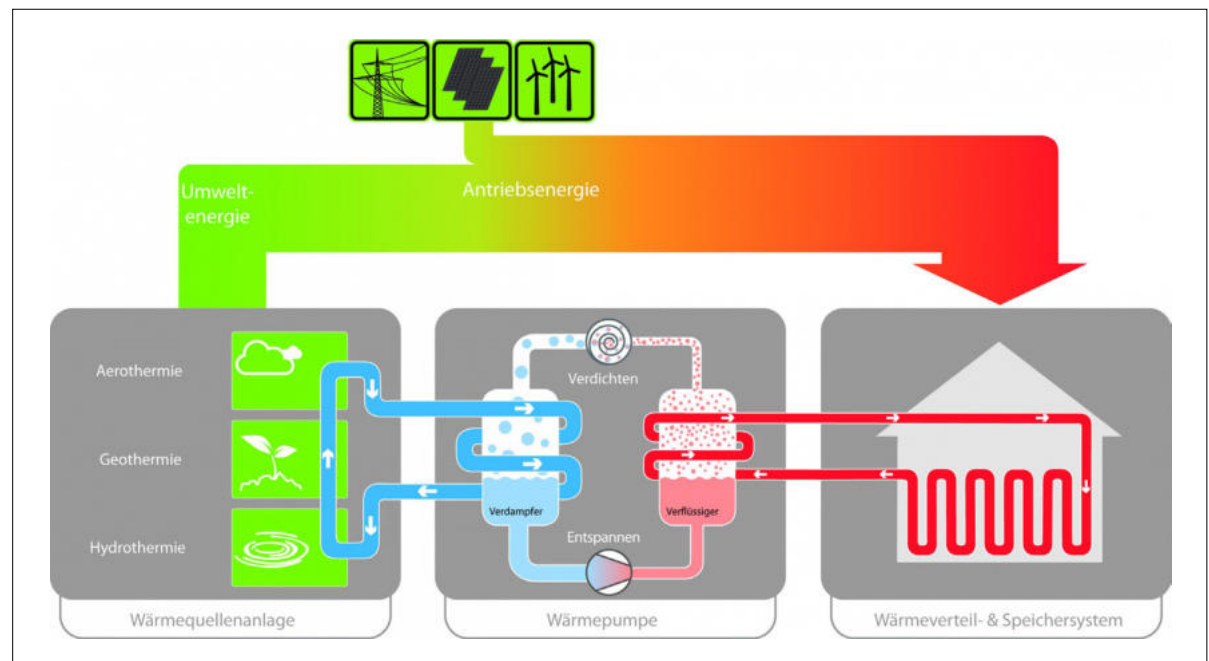 Umwelt-
energie
Antriebsenergie
Aerothermie
Geothermie
Hydrothermie
Verdichten
Verdampfer
Verflüssiger
Entspannen
Wärmequellenanlage
Wärmepumpe
Wärmeverteil- & Speichersystem